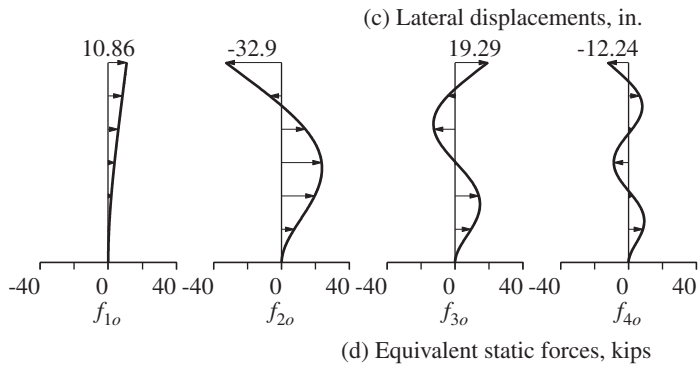 (c) Lateral displacements, in.
10.86 -32.9 19.29 -12.24
-40 0 40 -40 0 40 -40 0 40 -40 0 40
f1o f2o f3o f4o
(d) Equivalent static forces, kips